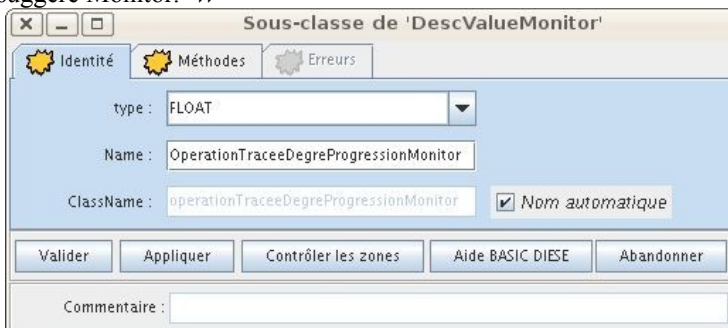 suggère Monitor. »
Sous-classe de 'DescValueMonitor'
Identité Méthodes Erreurs
type : FLOAT
Name : OperationTraceeDegreProgressionMonitor
ClassName : operationTraceeDegreProgressionMonitor Nom automatique
Valider Appliquer Contrôler les zones Aide BASIC DIESE Abandonner
Commentaire :